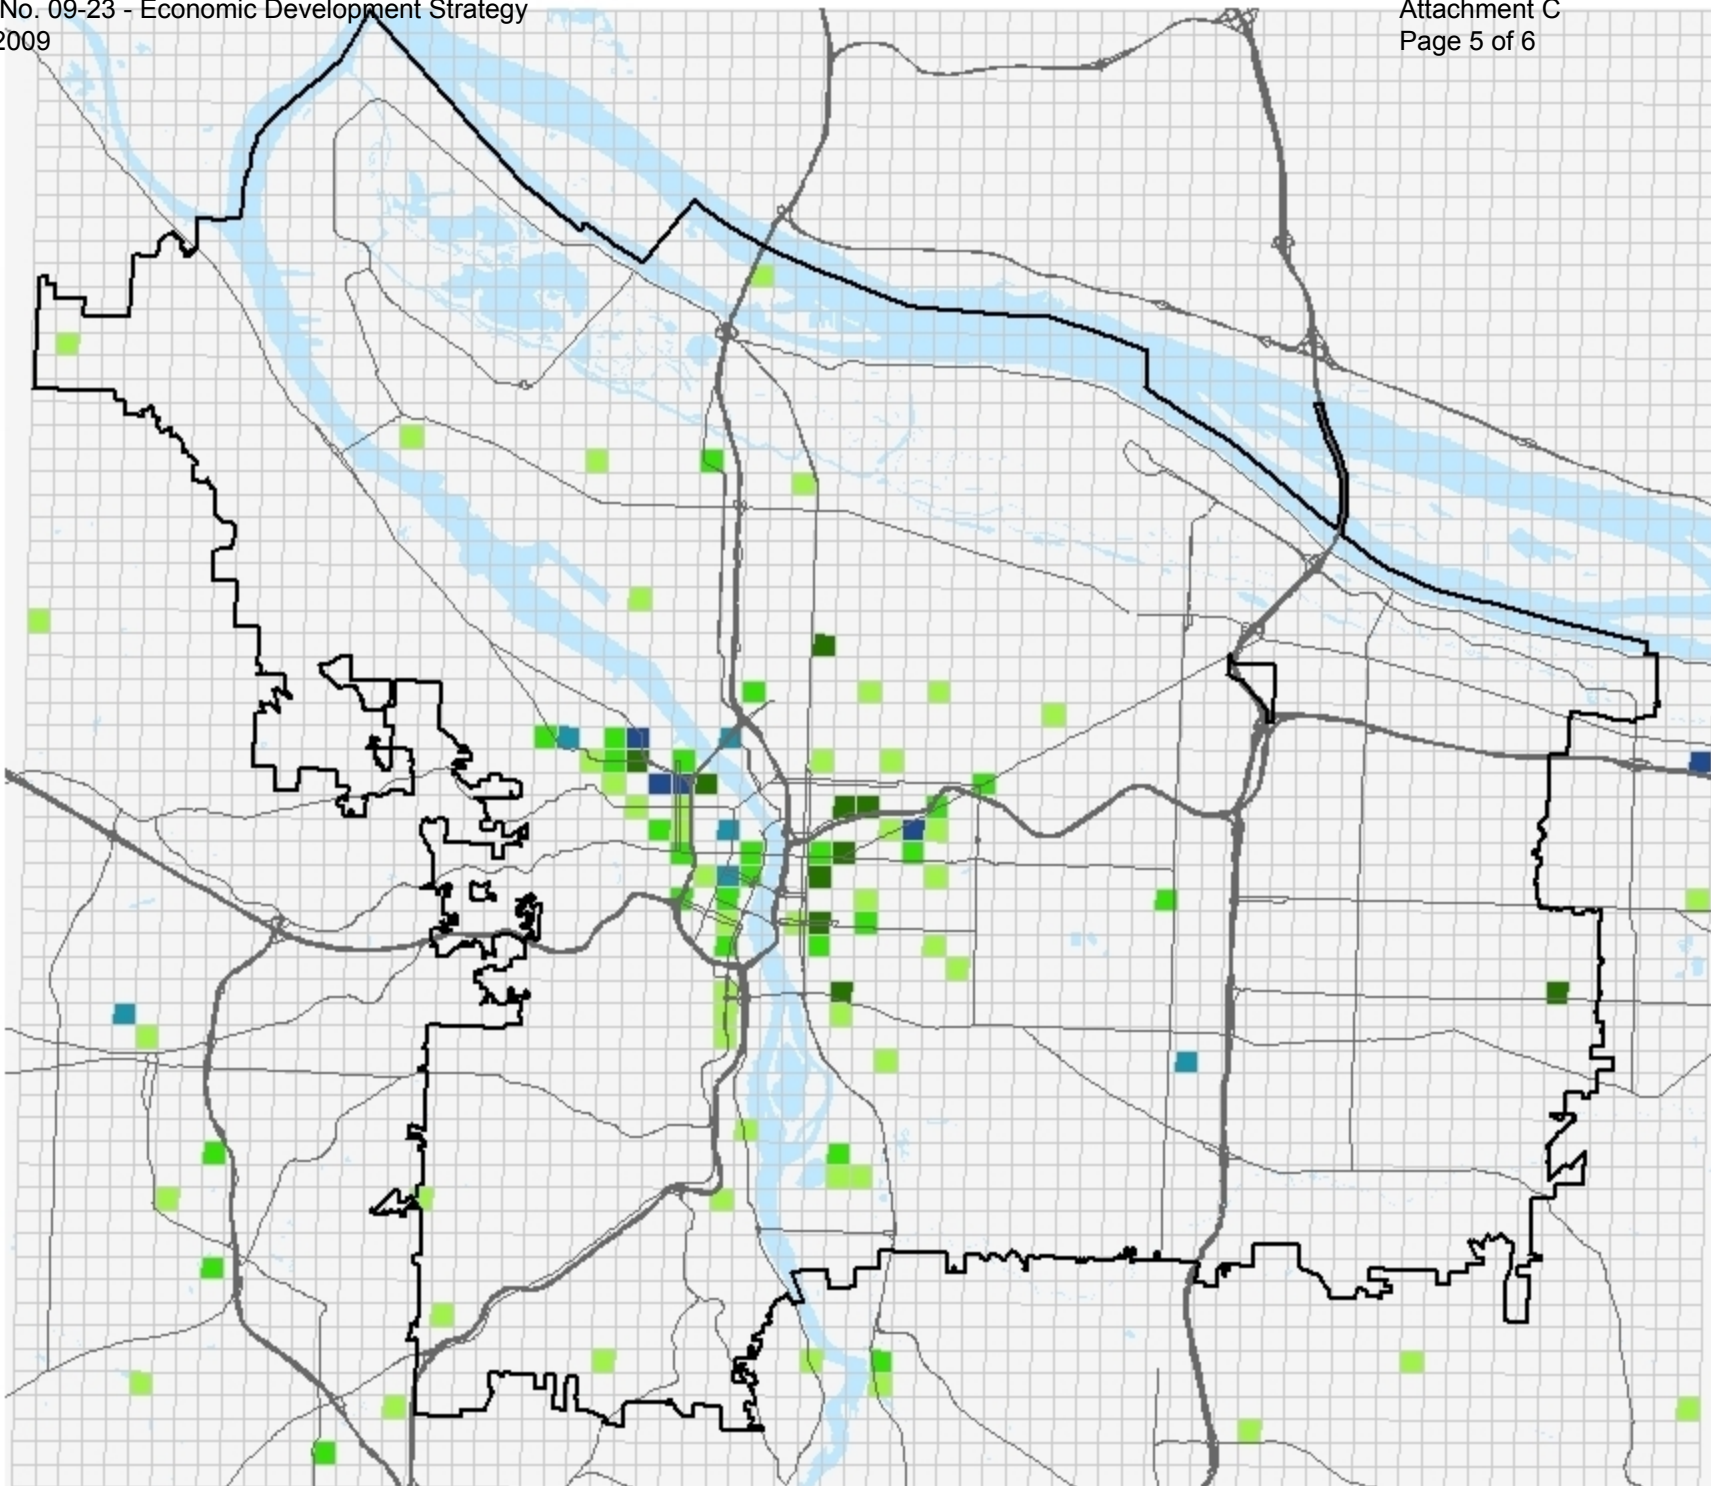 No. 09-23 - Economic Development Strategy
2009
Attachment C
Page 5 of 6